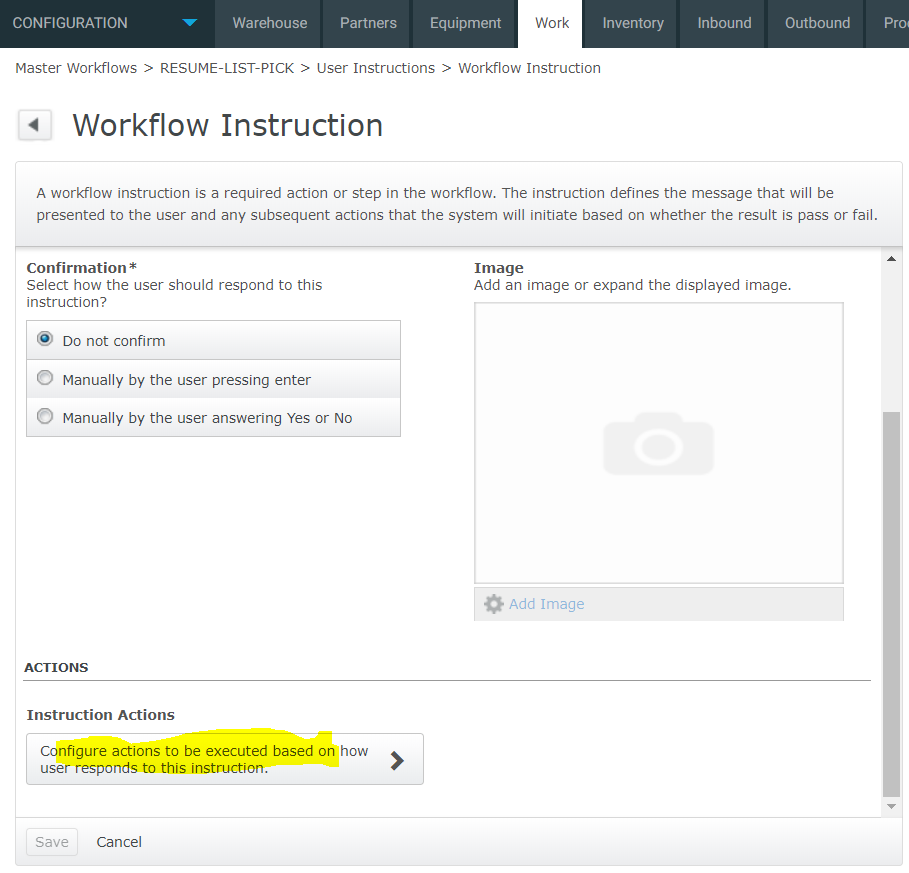 CONFIGURATION Warehouse Partners Equipment Work Inventory Inbound Outbound
Master Workflows > RESUME-LIST-PICK > User Instructions > Workflow Instruction
Workflow Instruction
A workflow instruction is a required action or step in the workflow. The instruction defines the message that will be
presented to the user and any subsequent actions that the system will initiate based on whether the result is pass or fail.
Confirmation*
Select how the user should respond to this
instruction?
Do not confirm
Manually by the user pressing enter
Manually by the user answering Yes or No
Image
Add an image or expand the displayed image.
Add Image
ACTIONS
Instruction Actions
Configure actions to be executed based on how
user responds to this instruction.
Save Cancel